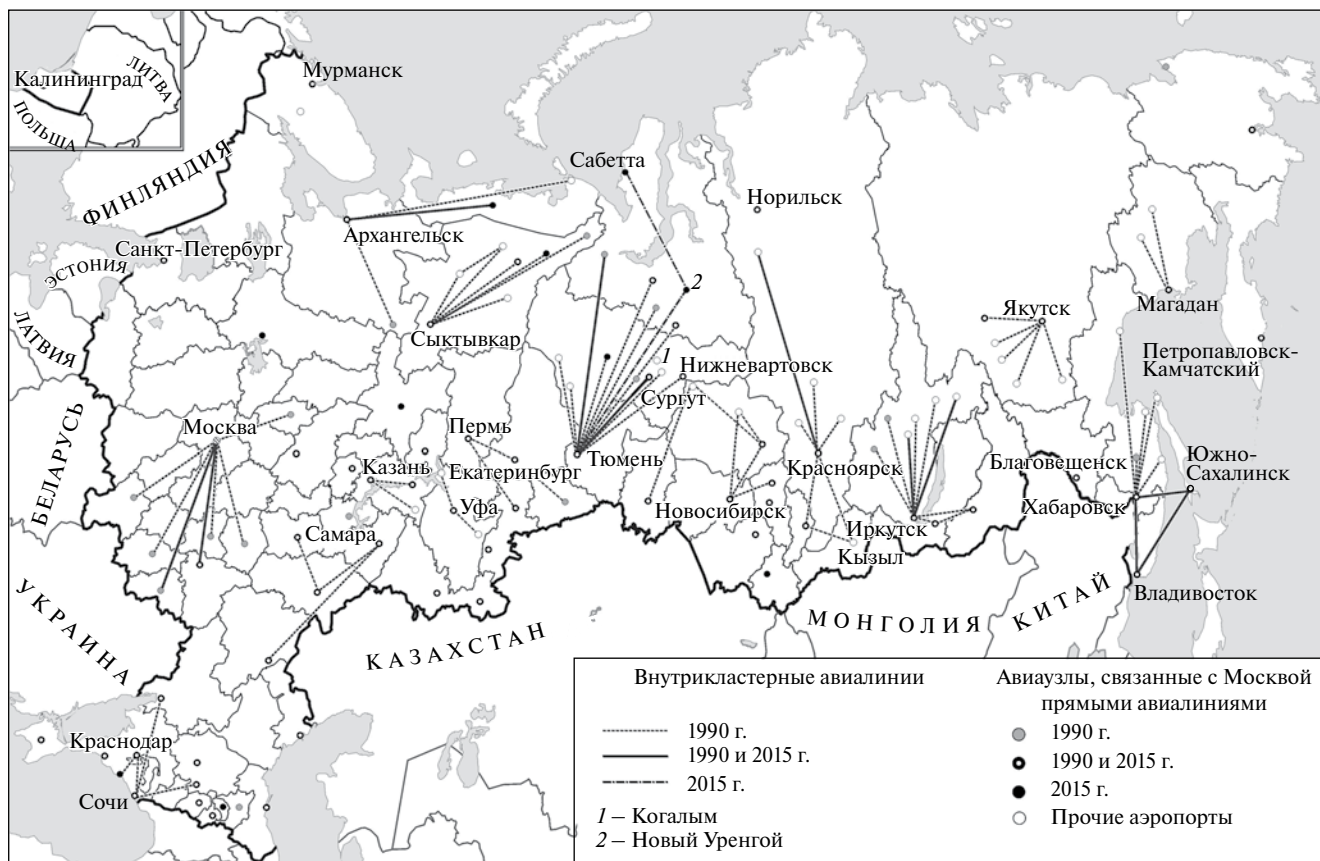 Мурманск
Калининград
ЛИТВА
ПОЛЬША
ФИНЛЯНДИЯ
Сабетта
Норильск
Архангельск
Санкт-Петербург
ЭСТОНИЯ
2
Якутск
Магадан
ЛАТВИЯ
Сыктывкар
1
Нижневартовск
Петропавловск-
Камчатский
Сургут
БЕЛАРУСЬ
Москва
Пермь
Казань
Екатеринбург
Тюмень
Красноярск
Благовещенск
Южно-
Сахалинск
Уфа
Новосибирск
Хабаровск
Самара
Иркутск
Кызыл
УКРАИНА
Владивосток
КАЗАХСТАН
МОНГОЛИЯ
КИТАЙ
Краснодар
Сочи
Внутрикластерные авиалинии
1990 г.
1990 и 2015 г.
2015 г.
1 – Когалым
2 – Новый Уренгой
Авиаузлы, связанные с Москвой
прямыми авиалиниями
1990 г.
1990 и 2015 г.
2015 г.
Прочие аэропорты